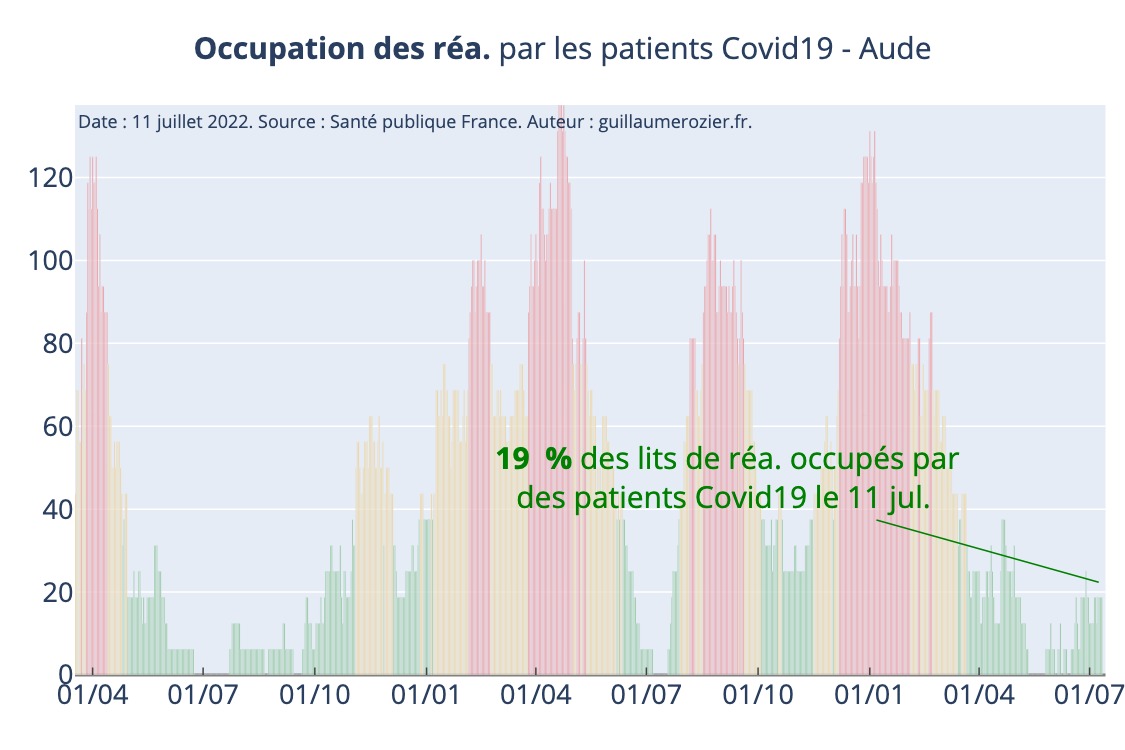 Occupation des réa. par les patients Covid19 - Aude
Date : 11 juillet 2022. Source : Santé publique France. Auteur : guillaumerozier.fr.
120
100
80
60
40
20
0
19 % des lits de réa. occupés par
des patients Covid19 le 11 jul.
01/04 01/07 01/10 01/01 01/04 01/07 01/10 01/01 01/04 01/07